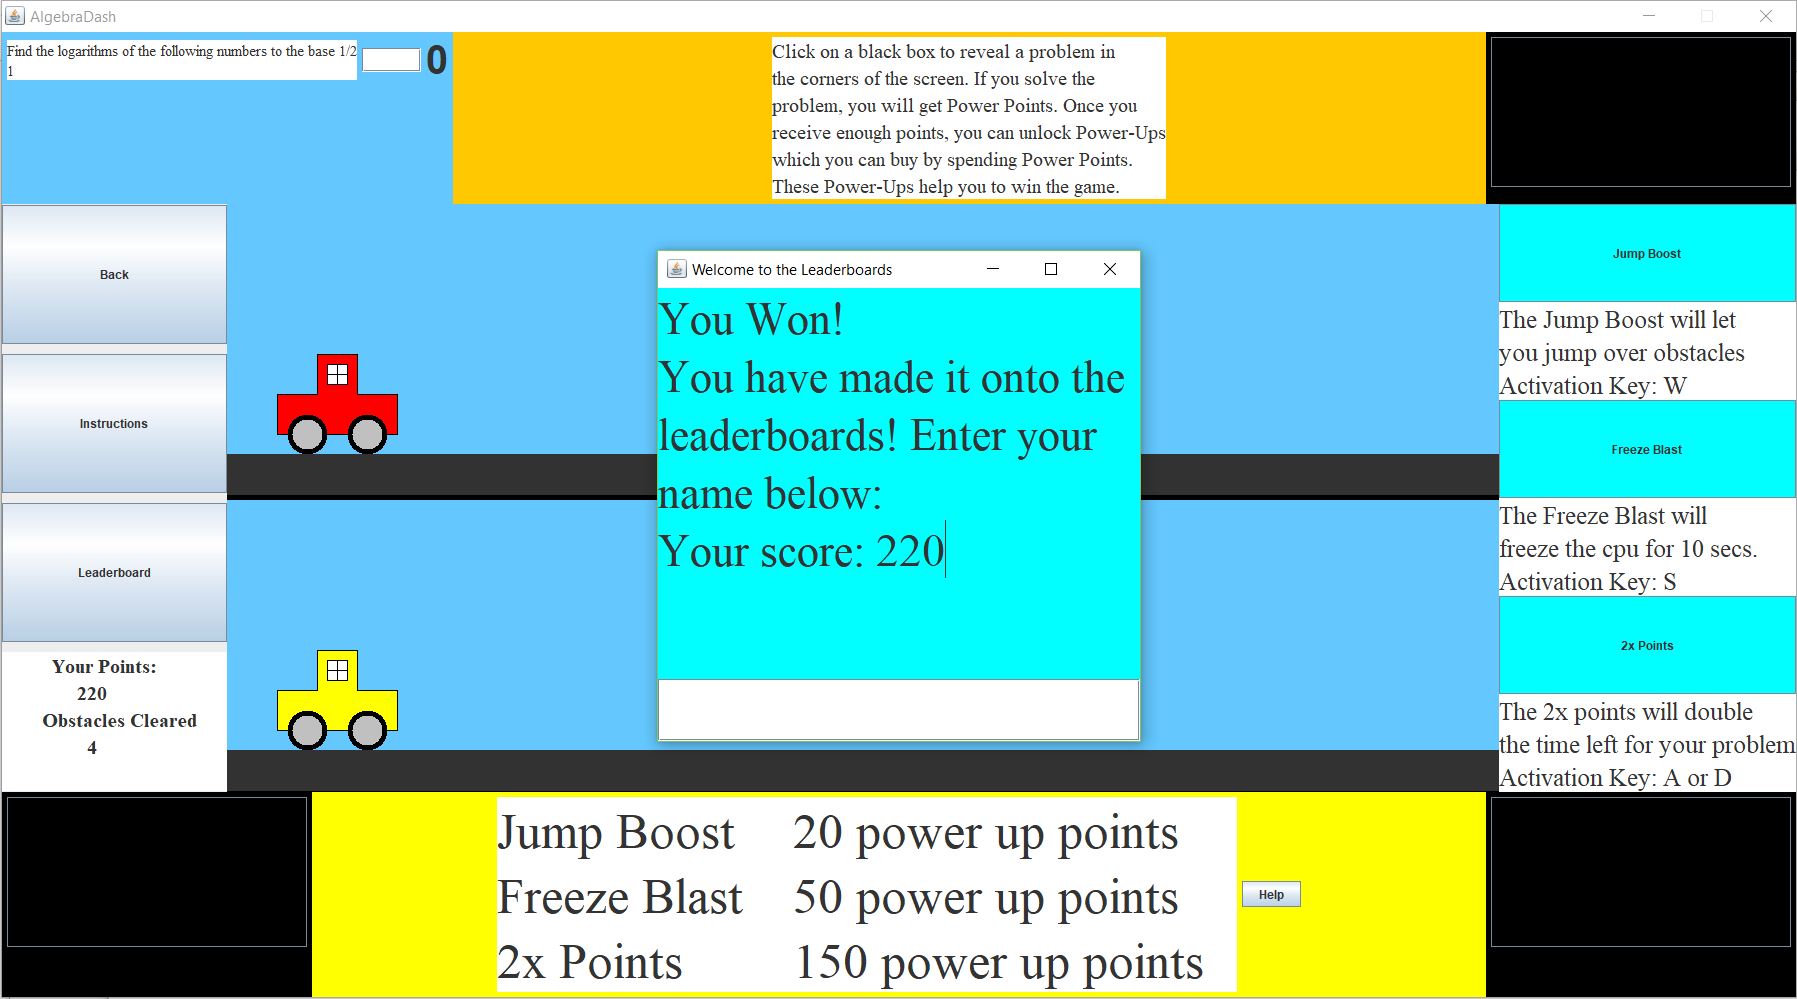 AlgebraDash
Find the logarithms of the following numbers to the base 1/2
1
0
Click on a black box to reveal a problem in
the corners of the screen. If you solve the
problem, you will get Power Points. Once you
receive enough points, you can unlock Power-Ups
which you can buy by spending Power Points.
These Power-Ups help you to win the game.
Back
Instructions
Leaderboard
Your Points:
220
Obstacles Cleared
4
Welcome to the Leaderboards
You Won!
You have made it onto the
leaderboards! Enter your
name below:
Your score: 220
Jump Boost
The Jump Boost will let
you jump over obstacles
Activation Key: W
Freeze Blast
The Freeze Blast will
freeze the cpu for 10 secs.
Activation Key: S
2x Points
The 2x points will double
the time left for your problem
Activation Key: A or D
Jump Boost 20 power up points
Freeze Blast 50 power up points
2x Points 150 power up points
Help